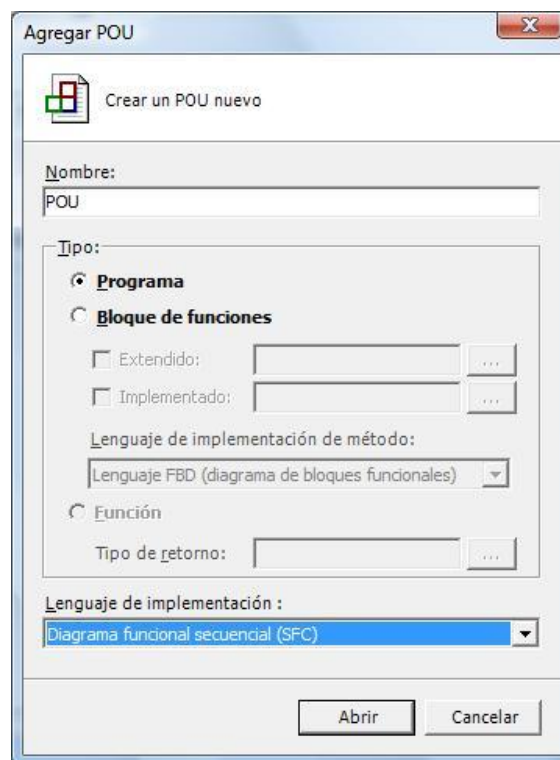 Agregar POU
Crear un POU nuevo
Nombre:
POU
Tipo:
Programa
Bloque de funciones
Extendido: ...
Implementado: ...
Lenguaje de implementación de método:
Lenguaje FBD (diagrama de bloques funcionales)
Función
Tipo de retorno: ...
Lenguaje de implementación :
Diagrama funcional secuencial (SFC)
Abrir Cancelar